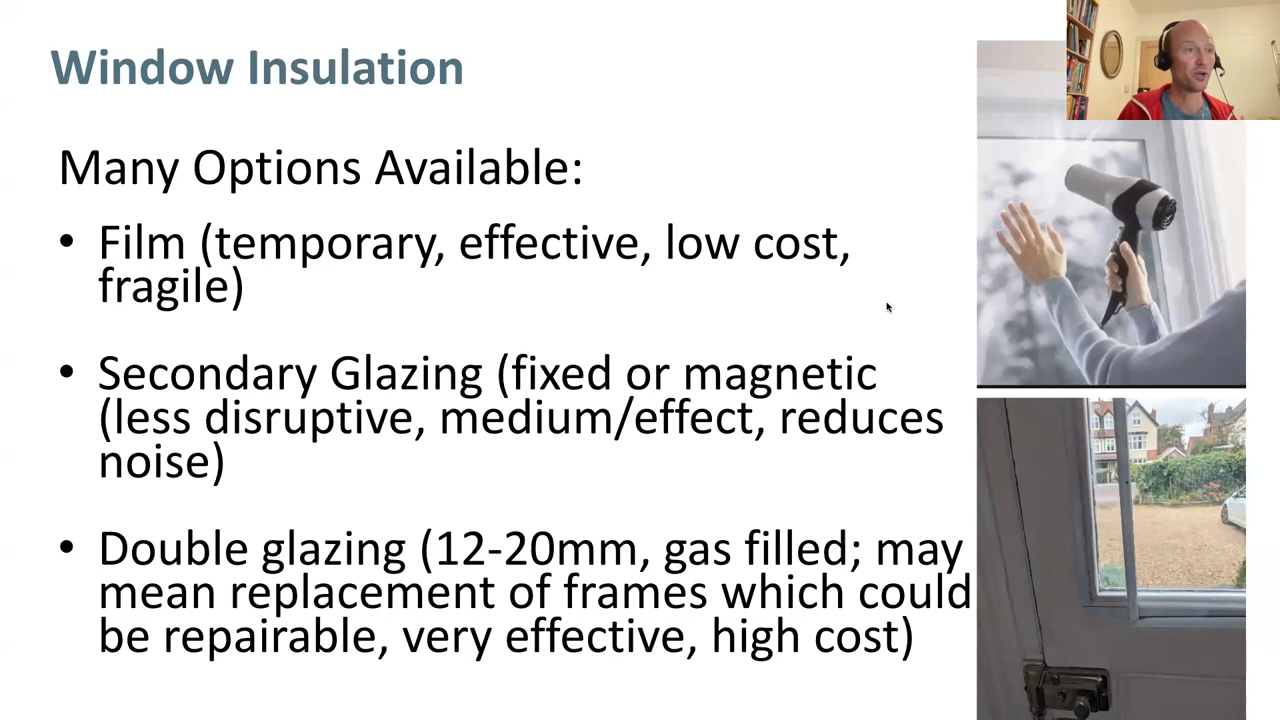 Window Insulation
Many Options Available:
• Film (temporary, effective, low cost,
fragile)
• Secondary Glazing (fixed or magnetic
(less disruptive, medium/effect, reduces
noise)
• Double glazing (12-20mm, gas filled; may
mean replacement of frames which could
be repairable, very effective, high cost)